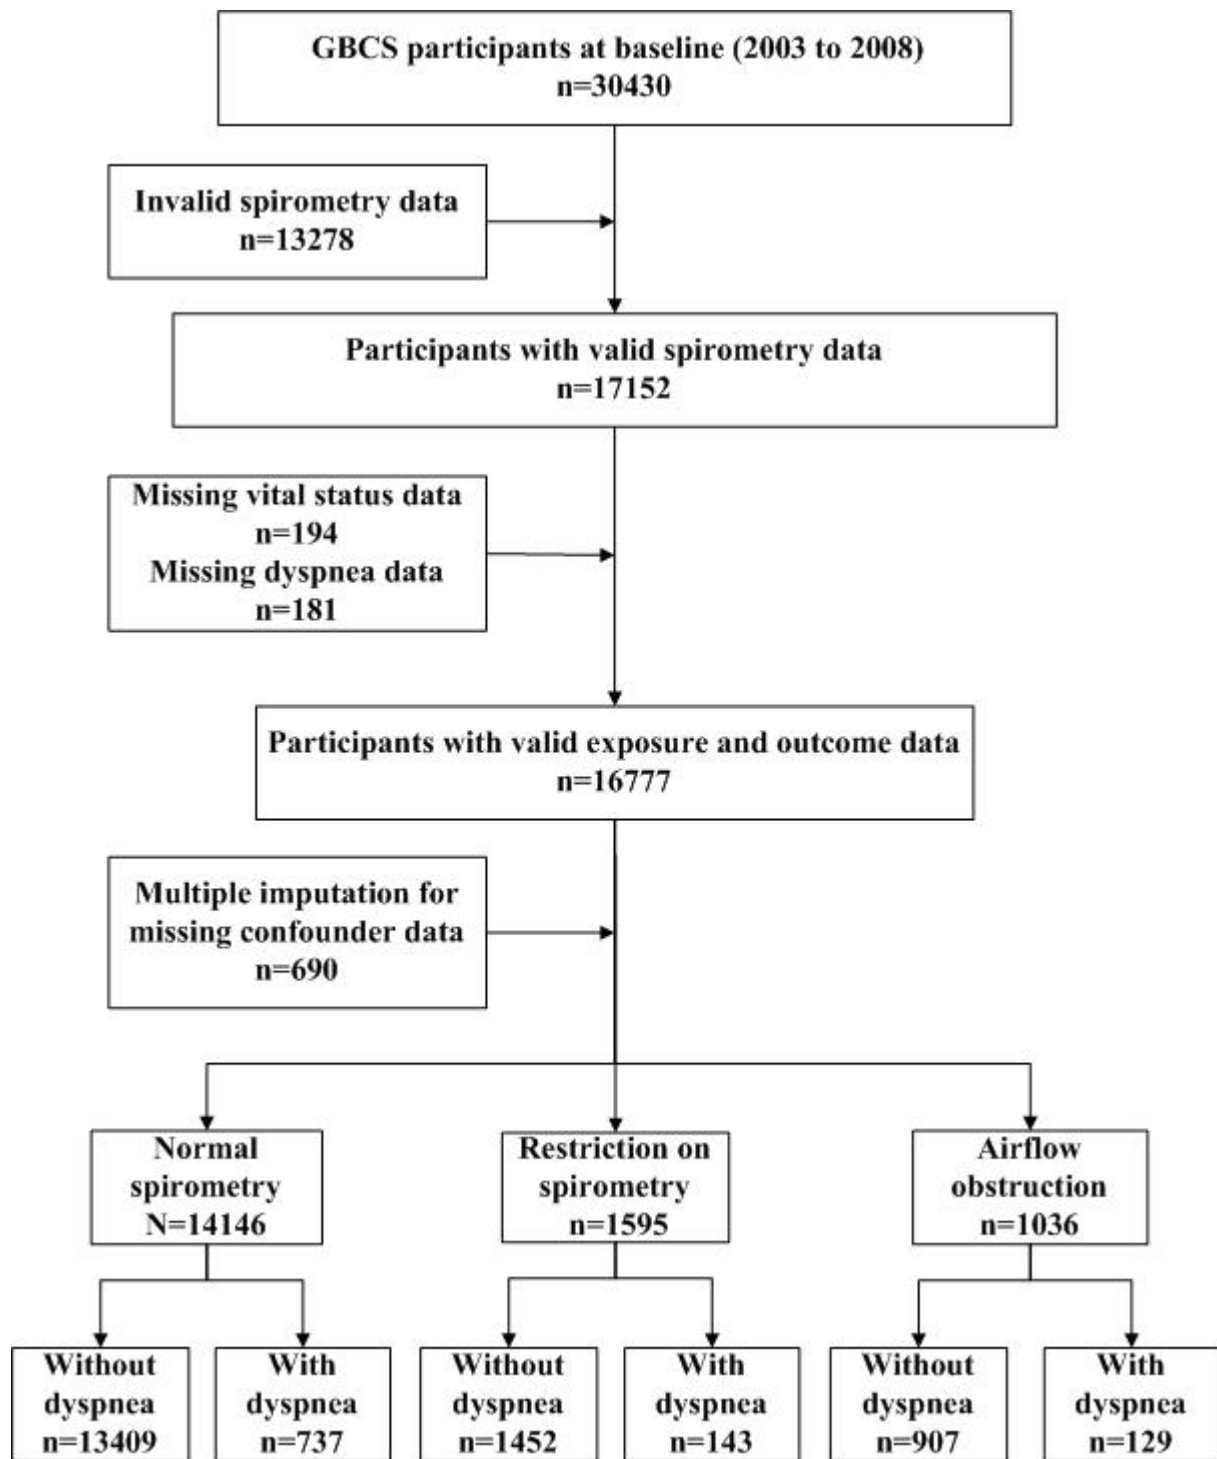 GBCS participants at baseline (2003 to 2008)
n=30430
Invalid spirometry data
n=13278
Participants with valid spirometry data
n=17152
Missing vital status data
n=194
Missing dyspnea data
n=181
Participants with valid exposure and outcome data
n=16777
Multiple imputation for
missing confounder data
n=690
Normal
spirometry
N=14146
Restriction on
spirometry
n=1595
Airflow
obstruction
n=1036
Without
dyspnea
n=13409
With
dyspnea
n=737
Without
dyspnea
n=1452
With
dyspnea
n=143
Without
dyspnea
n=907
With
dyspnea
n=129